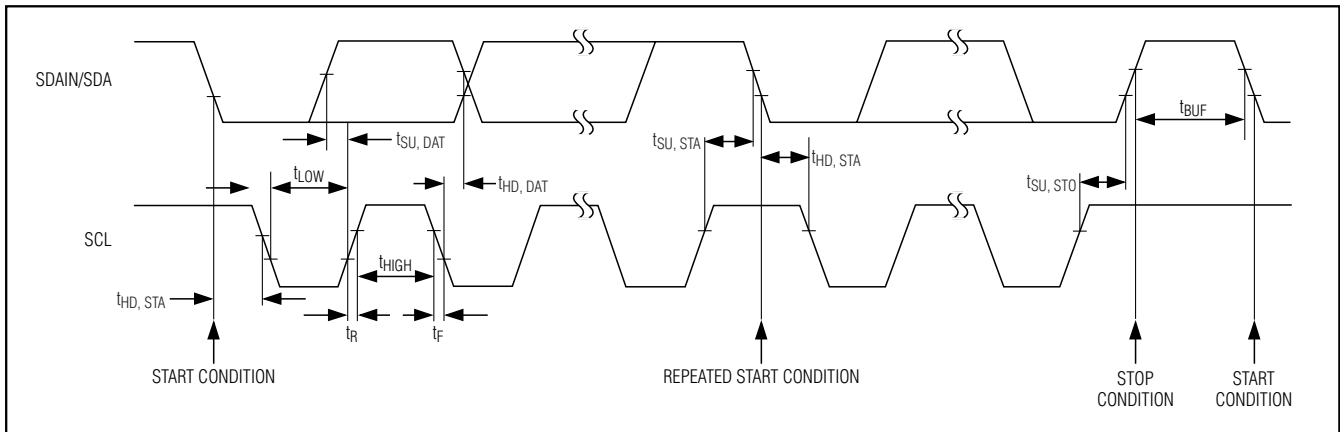 SDAIN/SDA
tSU, DAT
tSU, STA
tHD, STA
tBUF
tLOW
tHD, DAT
tSU, STO
SCL
tHIGH
tHD, STA
tR
tF
START CONDITION
REPEATED START CONDITION
STOP
CONDITION
START
CONDITION